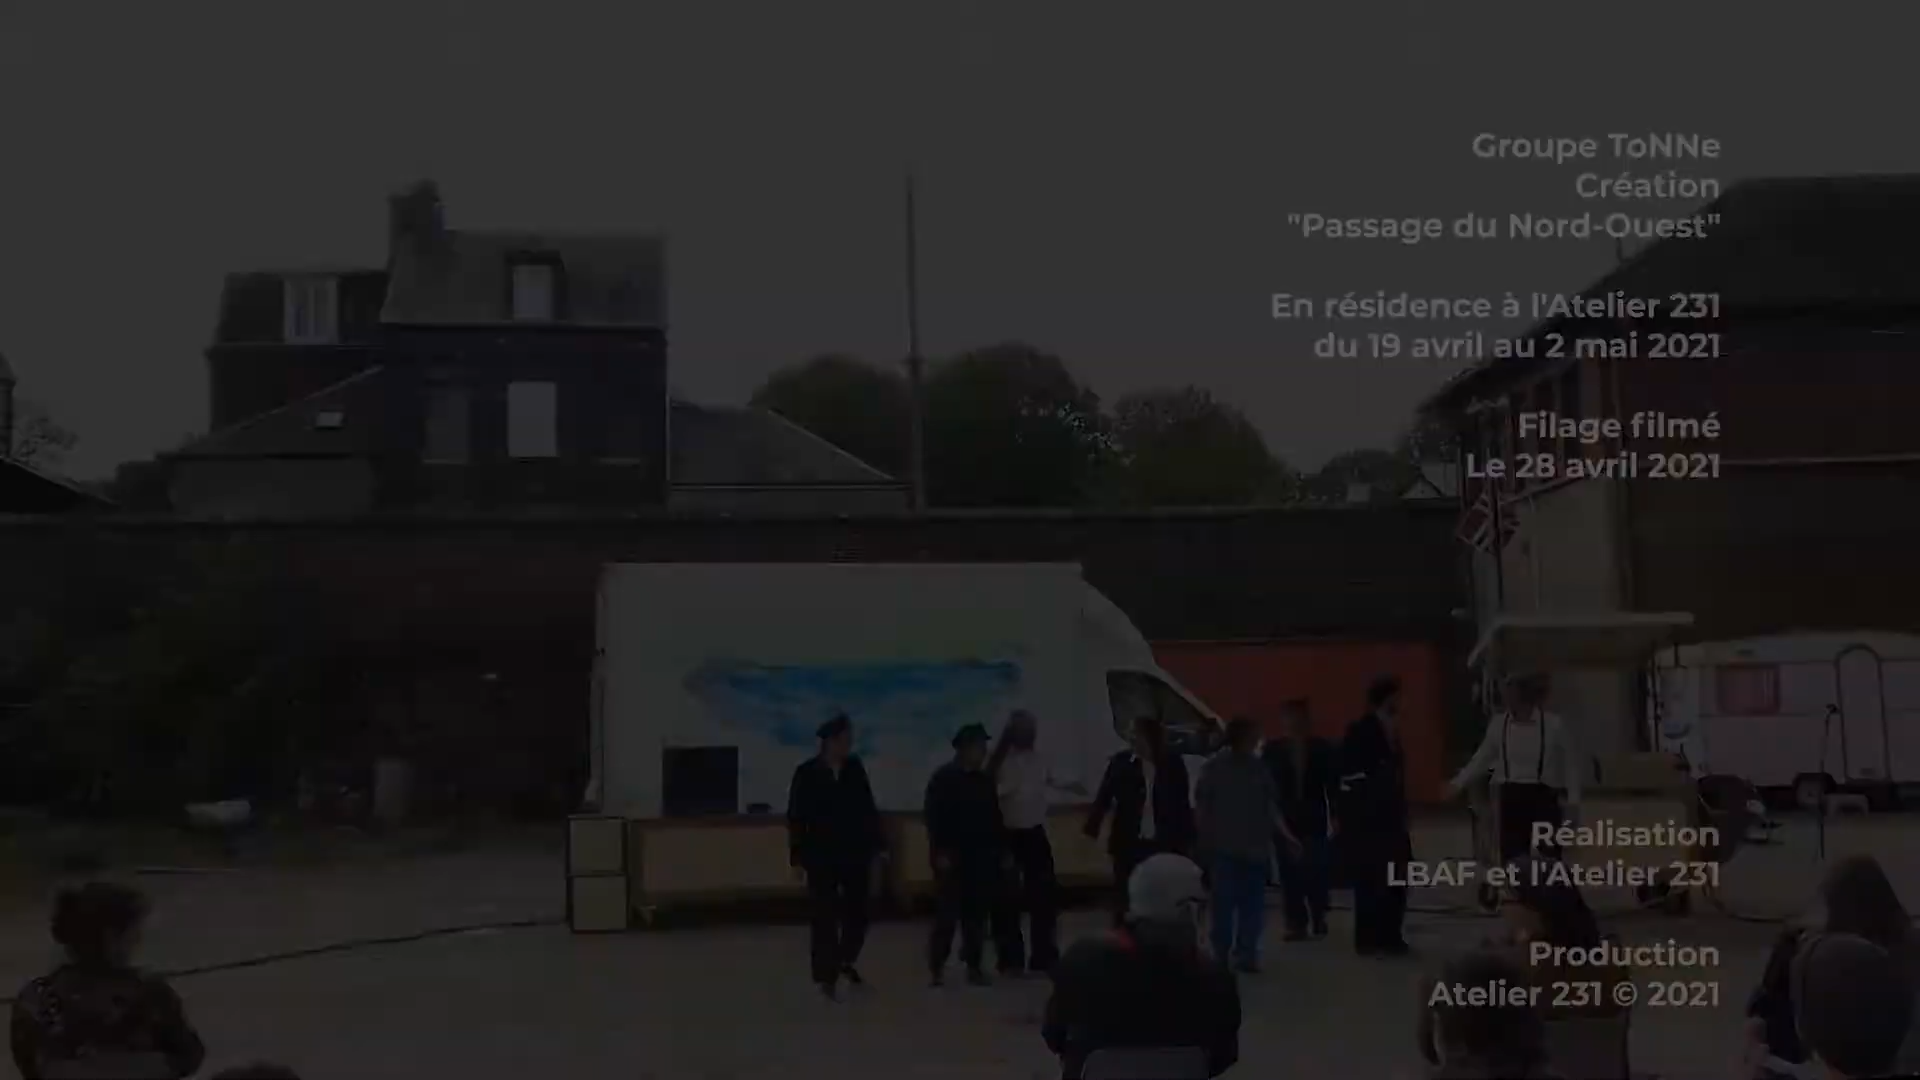 Groupe ToNNe
Création
"Passage du Nord-Ouest"
En résidence à l'Atelier 231
du 19 avril au 2 mai 2021
Filage filmé
Le 28 avril 2021
Réalisation
LBAF et l'Atelier 231
Production
Atelier 231 © 2021